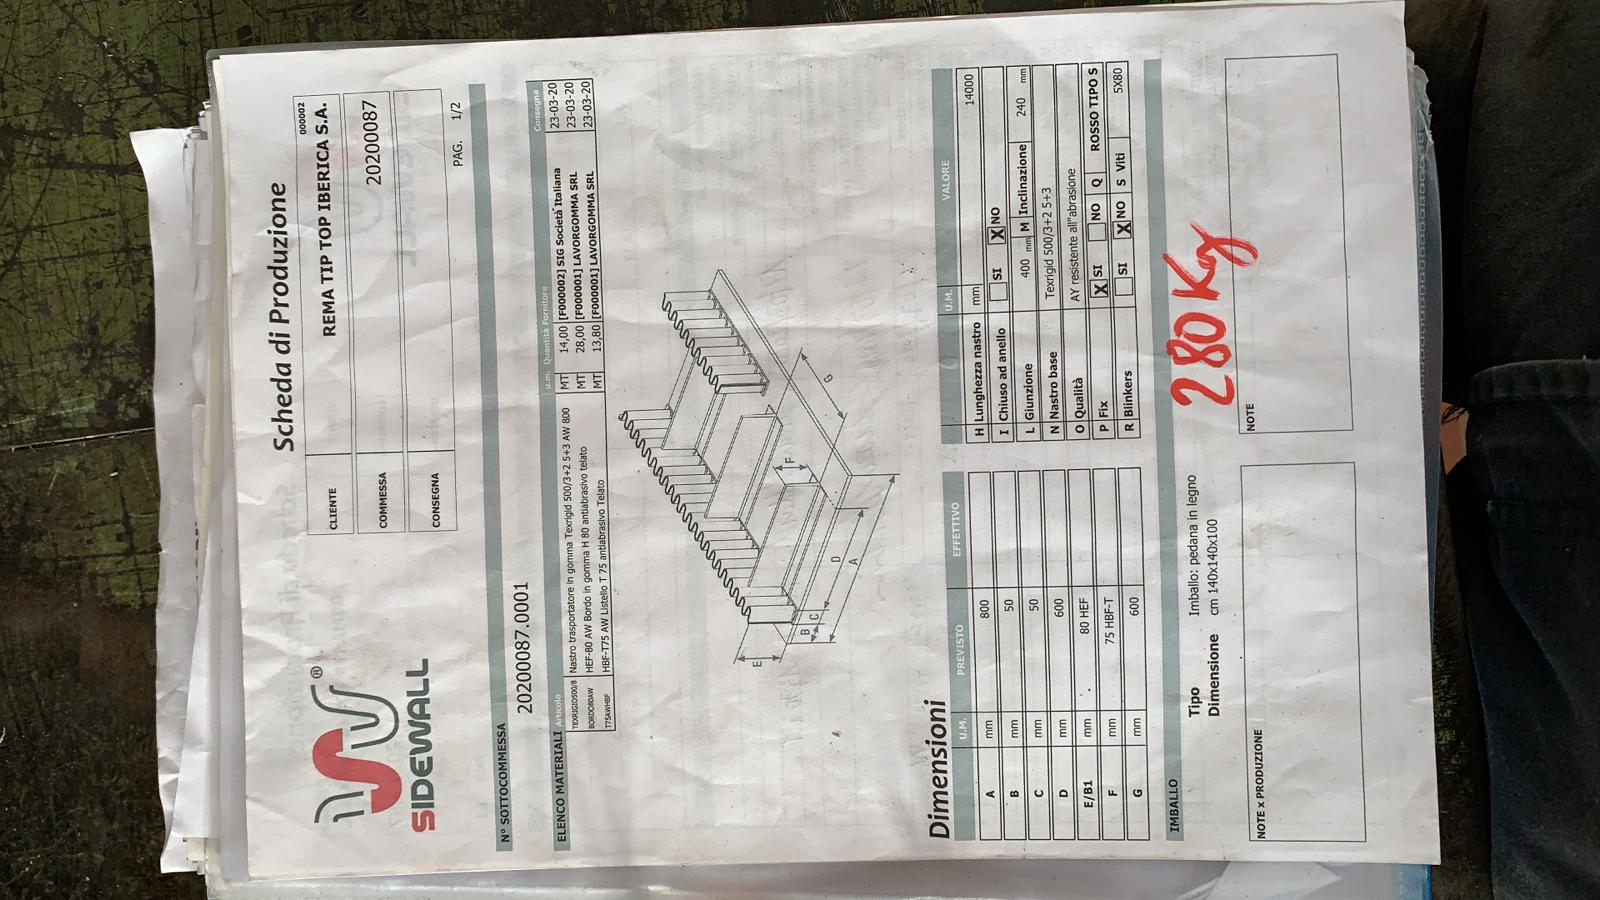 Scheda di Produzione
®
SIDEWALL
000002
CLIENTE REMA TIP TOP IBERICA S.A.
COMMESSA 20200087
CONSEGNA
PAG. 1/2
N° SOTTOCOMMESSA
20200087.0001
ELENCO MATERIALI Articolo u.m. Quantità Fornitore Consegna
TEXRIGID500/8 Nastro trasportatore in gomma Texrigid 500/3+2 5+3 AW 800 MT 14,00 [F000002] SIG Società Italiana 23-03-20
BORDO80AW HEF-80 AW Bordo in gomma H 80 antiabrasivo telato MT 28,00 [F000001] LAVORGOMMA SRL 23-03-20
T75AWHBF HBF-T75 AW Listello T 75 antiabrasivo Telato MT 13,80 [F000001] LAVORGOMMA SRL 23-03-20
E
B
C
F
D
G
A
Dimensioni
U.M. PREVISTO EFFETTIVO
A mm 800
B mm 50
C mm 50
D mm 600
E/B1 mm 80 HEF
F mm 75 HBF-T
G mm 600
U.M. VALORE
H Lunghezza nastro mm 14000
I Chiuso ad anello SI X NO
L Giunzione 400 mm M Inclinazione 240 mm
N Nastro base Texrigid 500/3+2 5+3
O Qualità AY resistente all"abrasione
P Fix X SI NO Q ROSSO TIPO S
R Blinkers SI X NO S Viti 5X80
IMBALLO
Tipo Imballo: pedana in legno
Dimensione cm 140x140x100
280 Kg
NOTE x PRODUZIONE
NOTE